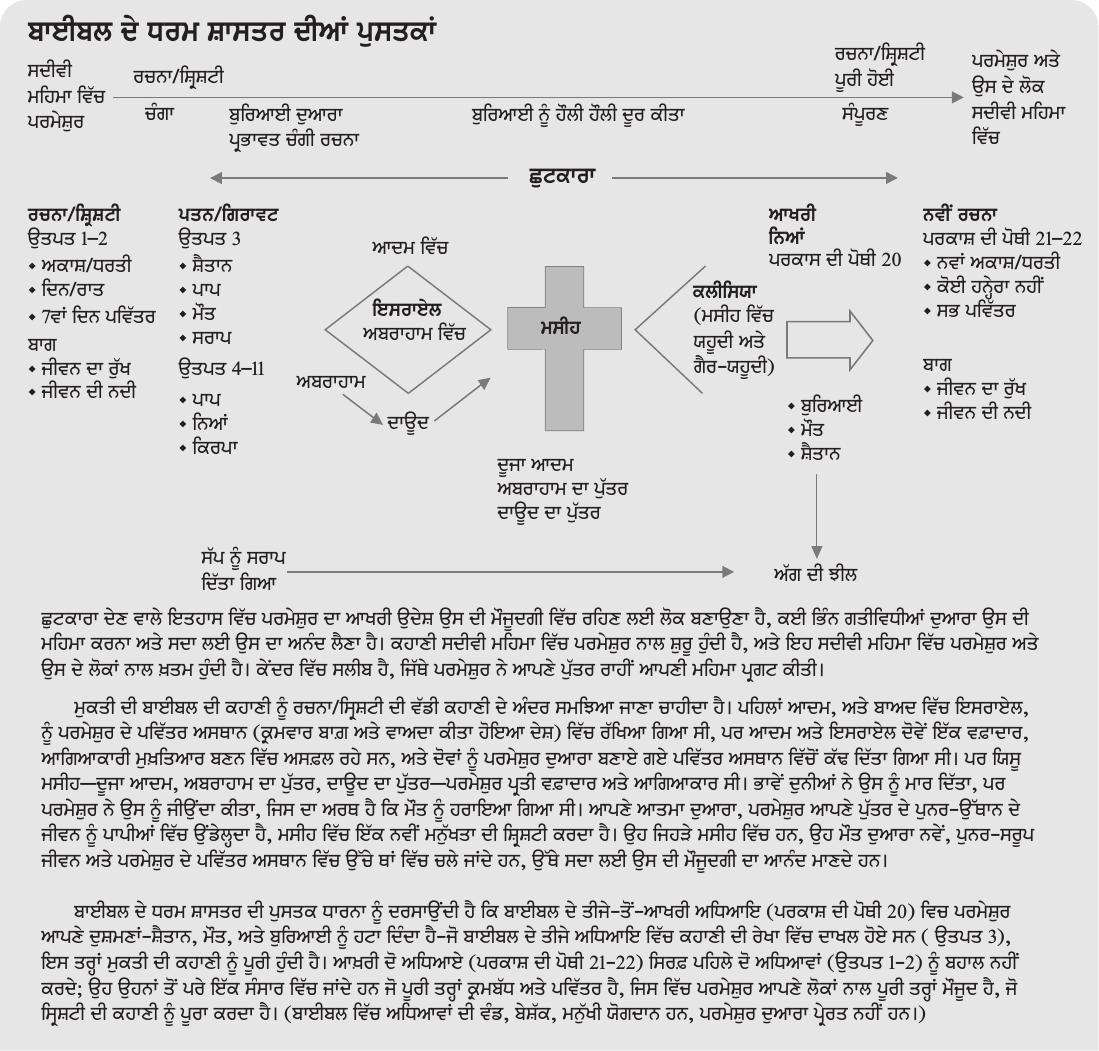 ਬਾਈਬਲ ਦੇ ਧਰਮ ਸ਼ਾਸਤਰ ਦੀਆਂ ਪੁਸਤਕਾਂ
ਸਦੀਵੀ
ਮਹਿਮਾ ਵਿੱਚ
ਪਰਮੇਸ਼ੁਰ
ਰਚਨਾ/ਸ਼੍ਰਿਸ਼ਟੀ
ਚੰਗਾ
ਬੁਰਿਆਈ ਦੁਆਰਾ
ਪ੍ਰਭਾਵਤ ਚੰਗੀ ਰਚਨਾ
ਬੁਰਿਆਈ ਨੂੰ ਹੌਲੀ ਹੌਲੀ ਦੂਰ ਕੀਤਾ
ਰਚਨਾ/ਸ਼੍ਰਿਸ਼ਟੀ
ਪੂਰੀ ਹੋਈ
ਸੰਪੂਰਣ
ਪਰਮੇਸ਼ੁਰ ਅਤੇ
ਉਸ ਦੇ ਲੋਕ
ਸਦੀਵੀ ਮਹਿਮਾ
ਵਿੱਚ
ਛੁਟਕਾਰਾ
ਰਚਨਾ/ਸ਼੍ਰਿਸ਼ਟੀ
ਉਤਪਤ 1–2
• ਅਕਾਸ਼/ਧਰਤੀ
• ਦਿਨ/ਰਾਤ
• 7ਵਾਂ ਦਿਨ ਪਵਿੱਤਰ
ਬਾਗ
• ਜੀਵਨ ਦਾ ਰੁੱਖ
• ਜੀਵਨ ਦੀ ਨਦੀ
ਪਤਨ/ਗਿਰਾਵਟ
ਉਤਪਤ 3
• ਸ਼ੈਤਾਨ
• ਪਾਪ
• ਮੌਤ
• ਸਰਾਪ
ਉਤਪਤ 4–11
• ਪਾਪ
• ਨਿਆਂ
• ਕਿਰਪਾ
ਆਦਮ ਵਿੱਚ
ਇਸਰਾਏਲ
ਅਬਰਾਹਾਮ ਵਿੱਚ
ਅਬਰਾਹਾਮ
ਦਾਊਦ
ਮਸੀਹ
ਦੂਜਾ ਆਦਮ
ਅਬਰਾਹਾਮ ਦਾ ਪੁੱਤਰ
ਦਾਊਦ ਦਾ ਪੁੱਤਰ
ਕਲੀਸਿਯਾ
(ਮਸੀਹ ਵਿੱਚ
ਯਹੂਦੀ ਅਤੇ
ਗੈਰ–ਯਹੂਦੀ)
ਆਖਰੀ
ਨਿਆਂ
ਪਰਕਾਸ ਦੀ ਪੋਥੀ 20
• ਬੁਰਿਆਈ
• ਮੌਤ
• ਸ਼ੈਤਾਨ
ਨਵੀਂ ਰਚਨਾ
ਪਰਕਾਸ਼ ਦੀ ਪੋਥੀ 21–22
• ਨਵਾਂ ਅਕਾਸ਼/ਧਰਤੀ
• ਕੋਈ ਹਨ੍ਹੇਰਾ ਨਹੀਂ
• ਸਭ ਪਵਿੱਤਰ
ਬਾਗ
• ਜੀਵਨ ਦਾ ਰੁੱਖ
• ਜੀਵਨ ਦੀ ਨਦੀ
ਸੱਪ ਨੂੰ ਸਰਾਪ
ਦਿੱਤਾ ਗਿਆ
ਅੱਗ ਦੀ ਝੀਲ
ਛੁਟਕਾਰਾ ਦੇਣ ਵਾਲੇ ਇਤਹਾਸ ਵਿੱਚ ਪਰਮੇਸ਼ੁਰ ਦਾ ਆਖਰੀ ਉਦੇਸ਼ ਉਸ ਦੀ ਮੌਜੂਦਗੀ ਵਿੱਚ ਰਹਿਣ ਲਈ ਲੋਕ ਬਣਾਉਣਾ ਹੈ, ਕਈ ਭਿੰਨ ਗਤੀਵਿਧੀਆਂ ਦੁਆਰਾ ਉਸ ਦੀ
ਮਹਿਮਾ ਕਰਨਾ ਅਤੇ ਸਦਾ ਲਈ ਉਸ ਦਾ ਅਨੰਦ ਲੈਣਾ ਹੈ। ਕਹਾਣੀ ਸਦੀਵੀ ਮਹਿਮਾ ਵਿੱਚ ਪਰਮੇਸ਼ੁਰ ਨਾਲ ਸ਼ੁਰੂ ਹੁੰਦੀ ਹੈ, ਅਤੇ ਇਹ ਸਦੀਵੀ ਮਹਿਮਾ ਵਿੱਚ ਪਰਮੇਸ਼ੁਰ ਅਤੇ
ਉਸ ਦੇ ਲੋਕਾਂ ਨਾਲ ਖ਼ਤਮ ਹੁੰਦੀ ਹੈ। ਕੇਂਦਰ ਵਿੱਚ ਸਲੀਬ ਹੈ, ਜਿੱਥੇ ਪਰਮੇਸ਼ੁਰ ਨੇ ਆਪਣੇ ਪੁੱਤਰ ਰਾਹੀਂ ਆਪਣੀ ਮਹਿਮਾ ਪ੍ਰਗਟ ਕੀਤੀ।
ਮੁਕਤੀ ਦੀ ਬਾਈਬਲ ਦੀ ਕਹਾਣੀ ਨੂੰ ਰਚਨਾ/ਸ੍ਰਿਸ਼ਟੀ ਦੀ ਵੱਡੀ ਕਹਾਣੀ ਦੇ ਅੰਦਰ ਸਮਝਿਆ ਜਾਣਾ ਚਾਹੀਦਾ ਹੈ। ਪਹਿਲਾਂ ਆਦਮ, ਅਤੇ ਬਾਅਦ ਵਿੱਚ ਇਸਰਾਏਲ,
ਨੂੰ ਪਰਮੇਸ਼ੁਰ ਦੇ ਪਵਿੱਤਰ ਅਸਥਾਨ (ਕ੍ਰਮਵਾਰ ਬਾਗ਼ ਅਤੇ ਵਾਅਦਾ ਕੀਤਾ ਹੋਇਆ ਦੇਸ਼) ਵਿੱਚ ਰੱਖਿਆ ਗਿਆ ਸੀ, ਪਰ ਆਦਮ ਅਤੇ ਇਸਰਾਏਲ ਦੋਵੇਂ ਇੱਕ ਵਫ਼ਾਦਾਰ,
ਆਗਿਆਕਾਰੀ ਮੁਖ਼ਤਿਆਰ ਬਣਨ ਵਿੱਚ ਅਸਫ਼ਲ ਰਹੇ ਸਨ, ਅਤੇ ਦੋਵਾਂ ਨੂੰ ਪਰਮੇਸ਼ੁਰ ਦੁਆਰਾ ਬਣਾਏ ਗਏ ਪਵਿੱਤਰ ਅਸਥਾਨ ਵਿੱਚੋਂ ਕੱਢ ਦਿੱਤਾ ਗਿਆ ਸੀ। ਪਰ ਯਿਸੂ
ਮਸੀਹ—ਦੂਜਾ ਆਦਮ, ਅਬਰਾਹਾਮ ਦਾ ਪੁੱਤਰ, ਦਾਊਦ ਦਾ ਪੁੱਤਰ—ਪਰਮੇਸ਼ੁਰ ਪ੍ਰਤੀ ਵਫ਼ਾਦਾਰ ਅਤੇ ਆਗਿਆਕਾਰ ਸੀ। ਭਾਵੇਂ ਦੁਨੀਆਂ ਨੇ ਉਸ ਨੂੰ ਮਾਰ ਦਿੱਤਾ, ਪਰ
ਪਰਮੇਸ਼ੁਰ ਨੇ ਉਸ ਨੂੰ ਜੀਉਂਦਾ ਕੀਤਾ, ਜਿਸ ਦਾ ਅਰਥ ਹੈ ਕਿ ਮੌਤ ਨੂੰ ਹਰਾਇਆ ਗਿਆ ਸੀ। ਆਪਣੇ ਆਤਮਾ ਦੁਆਰਾ, ਪਰਮੇਸ਼ੁਰ ਆਪਣੇ ਪੁੱਤਰ ਦੇ ਪੁਨਰ–ਉੱਥਾਨ ਦੇ
ਜੀਵਨ ਨੂੰ ਪਾਪੀਆਂ ਵਿੱਚ ਉਂਡੇਲ੍ਹਦਾ ਹੈ, ਮਸੀਹ ਵਿੱਚ ਇੱਕ ਨਵੀਂ ਮਨੁੱਖਤਾ ਦੀ ਸ਼੍ਰਿਸ਼ਟੀ ਕਰਦਾ ਹੈ। ਉਹ ਜਿਹੜੇ ਮਸੀਹ ਵਿੱਚ ਹਨ, ਉਹ ਮੌਤ ਦੁਆਰਾ ਨਵੇਂ, ਪੁਨਰ–ਸਰੂਪ
ਜੀਵਨ ਅਤੇ ਪਰਮੇਸ਼ੁਰ ਦੇ ਪਵਿੱਤਰ ਅਸਥਾਨ ਵਿੱਚ ਉੱਚੇ ਥਾਂ ਵਿੱਚ ਚਲੇ ਜਾਂਦੇ ਹਨ, ਉੱਥੇ ਸਦਾ ਲਈ ਉਸ ਦੀ ਮੌਜੂਦਗੀ ਦਾ ਆਨੰਦ ਮਾਣਦੇ ਹਨ।
ਬਾਈਬਲ ਦੇ ਧਰਮ ਸ਼ਾਸਤਰ ਦੀ ਪੁਸਤਕ ਧਾਰਨਾ ਨੂੰ ਦਰਸਾਉਂਦੀ ਹੈ ਕਿ ਬਾਈਬਲ ਦੇ ਤੀਜੇ–ਤੋਂ–ਆਖਰੀ ਅਧਿਆਇ (ਪਰਕਾਸ਼ ਦੀ ਪੋਥੀ 20) ਵਿਚ ਪਰਮੇਸ਼ੁਰ
ਆਪਣੇ ਦੁਸ਼ਮਣਾਂ–ਸ਼ੈਤਾਨ, ਮੌਤ, ਅਤੇ ਬੁਰਿਆਈ ਨੂੰ ਹਟਾ ਦਿੰਦਾ ਹੈ–ਜੋ ਬਾਈਬਲ ਦੇ ਤੀਜੇ ਅਧਿਆਇ ਵਿੱਚ ਕਹਾਣੀ ਦੀ ਰੇਖਾ ਵਿੱਚ ਦਾਖਲ ਹੋਏ ਸਨ ( ਉਤਪਤ 3),
ਇਸ ਤਰ੍ਹਾਂ ਮੁਕਤੀ ਦੀ ਕਹਾਣੀ ਨੂੰ ਪੂਰੀ ਹੁੰਦੀ ਹੈ। ਆਖ਼ਰੀ ਦੋ ਅਧਿਆਏ (ਪਰਕਾਸ਼ ਦੀ ਪੋਥੀ 21–22) ਸਿਰਫ਼ ਪਹਿਲੇ ਦੋ ਅਧਿਆਵਾਂ (ਉਤਪਤ 1–2) ਨੂੰ ਬਹਾਲ ਨਹੀਂ
ਕਰਦੇ; ਉਹ ਉਹਨਾਂ ਤੋਂ ਪਰੇ ਇੱਕ ਸੰਸਾਰ ਵਿੱਚ ਜਾਂਦੇ ਹਨ ਜੋ ਪੂਰੀ ਤਰ੍ਹਾਂ ਕ੍ਰਮਬੱਧ ਅਤੇ ਪਵਿੱਤਰ ਹੈ, ਜਿਸ ਵਿੱਚ ਪਰਮੇਸ਼ੁਰ ਆਪਣੇ ਲੋਕਾਂ ਨਾਲ ਪੂਰੀ ਤਰ੍ਹਾਂ ਮੌਜੂਦ ਹੈ, ਜੋ
ਸ੍ਰਿਸ਼ਟੀ ਦੀ ਕਹਾਣੀ ਨੂੰ ਪੂਰਾ ਕਰਦਾ ਹੈ। (ਬਾਈਬਲ ਵਿੱਚ ਅਧਿਆਵਾਂ ਦੀ ਵੰਡ, ਬੇਸ਼ੱਕ, ਮਨੁੱਖੀ ਯੋਗਦਾਨ ਹਨ, ਪਰਮੇਸ਼ੁਰ ਦੁਆਰਾ ਪ੍ਰੇਰਤ ਨਹੀਂ ਹਨ।)